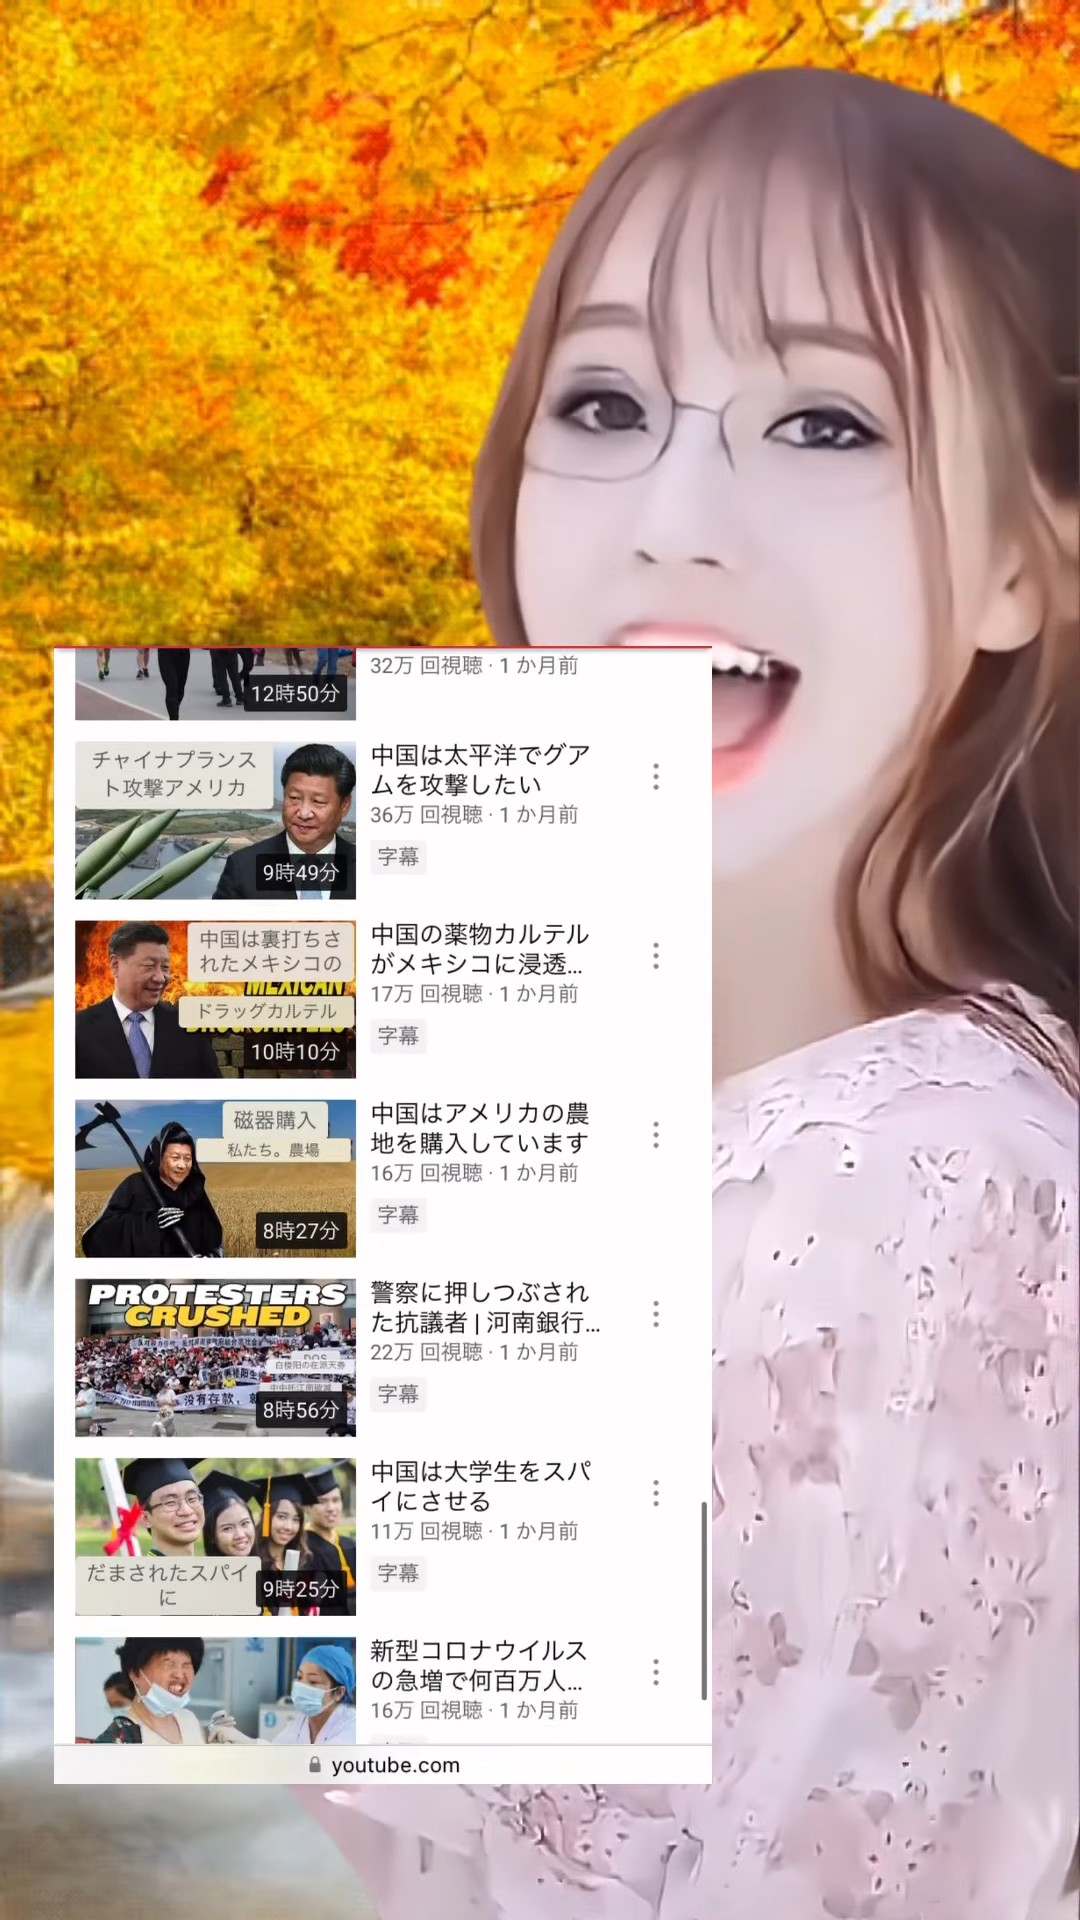 12時50分
32万 回視聴 · 1 か月前
チャイナプランス
ト攻撃アメリカ
9時49分
中国は太平洋でグア
ムを攻撃したい
36万 回視聴 · 1 か月前
字幕
中国は裏打ちさ
れたメキシコの
MEXICAN
ドラッグカルテル
10時10分
中国の薬物カルテル
がメキシコに浸透...
17万 回視聴 · 1 か月前
字幕
磁器購入
私たち。農場
8時27分
中国はアメリカの農
地を購入しています
16万 回視聴 · 1 か月前
字幕
PROTESTERS
CRUSHED
没有存款,
8時56分
警察に押しつぶされ
た抗議者 | 河南銀行...
22万 回視聴 · 1 か月前
字幕
だまされたスパイ
に
9時25分
中国は大学生をスパ
イにさせる
11万 回視聴 · 1 か月前
字幕
新型コロナウイルス
の急増で何百万人...
16万 回視聴 · 1 か月前
youtube.com